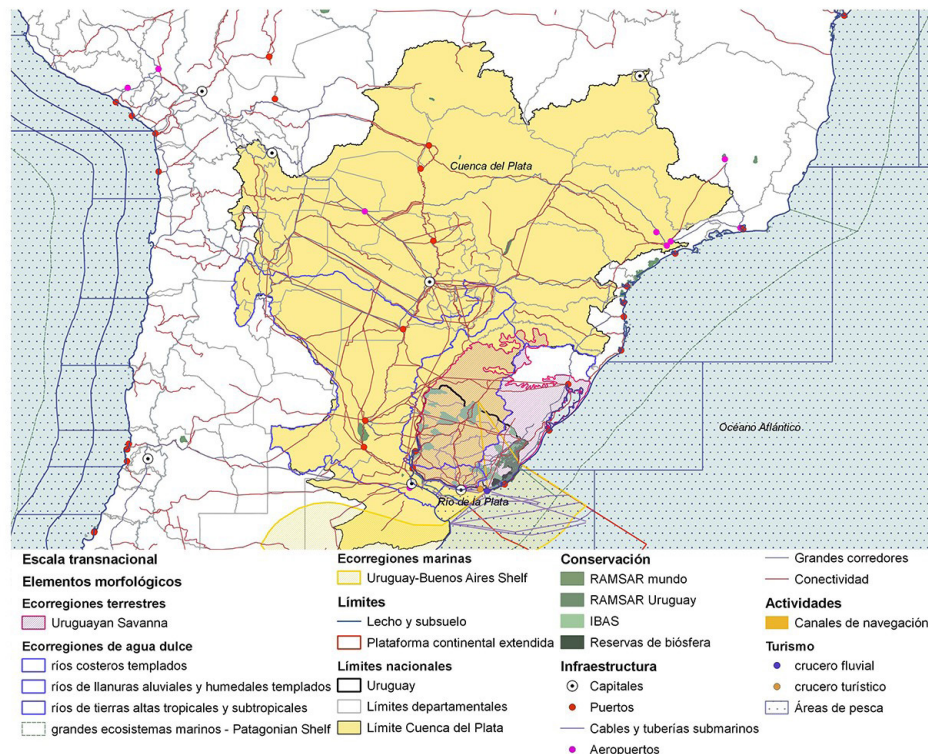 Cuenca del Plata
Océano Atlántico
Río de la Plata
Escala transnacional
Elementos morfológicos
Ecorregiones terrestres
Uruguayan Savanna
Ecorregiones de agua dulce
ríos costeros templados
ríos de llanuras aluviales y humedales templados
ríos de tierras altas tropicales y subtropicales
grandes ecosistemas marinos - Patagonian Shelf
Ecorregiones marinas
Uruguay-Buenos Aires Shelf
Límites
Lecho y subsuelo
Plataforma continental extendida
Límites nacionales
Uruguay
Límites departamentales
Límite Cuenca del Plata
Conservación
RAMSAR mundo
RAMSAR Uruguay
IBAS
Reservas de biósfera
Infraestructura
Capitales
Puertos
Cables y tuberías submarinos
Aeropuertos
Grandes corredores
Conectividad
Actividades
Canales de navegación
Turismo
crucero fluvial
crucero turístico
Áreas de pesca